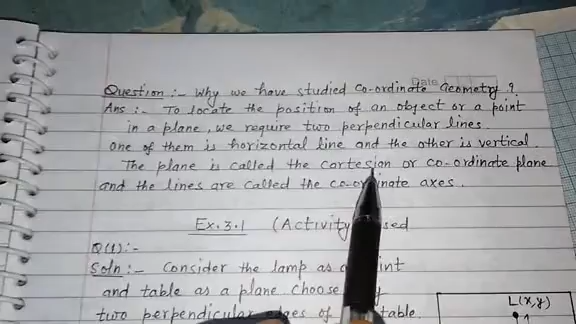 Date
Question :- Why we have studied Co-ordinate Geometry ?
Ans :- To locate the position of an object or a point
in a plane, we require two perpendicular lines.
One of them is horizontal line and the other is vertical.
The plane is called the cartesian or co-ordinate plane
and the lines are called the co-ordinate axes.
Ex. 3.1 (Activity
Q(1) :-
Soln :- Consider the lamp as
and table as a plane choose
two perpendicular edges of table.
L(x,y)